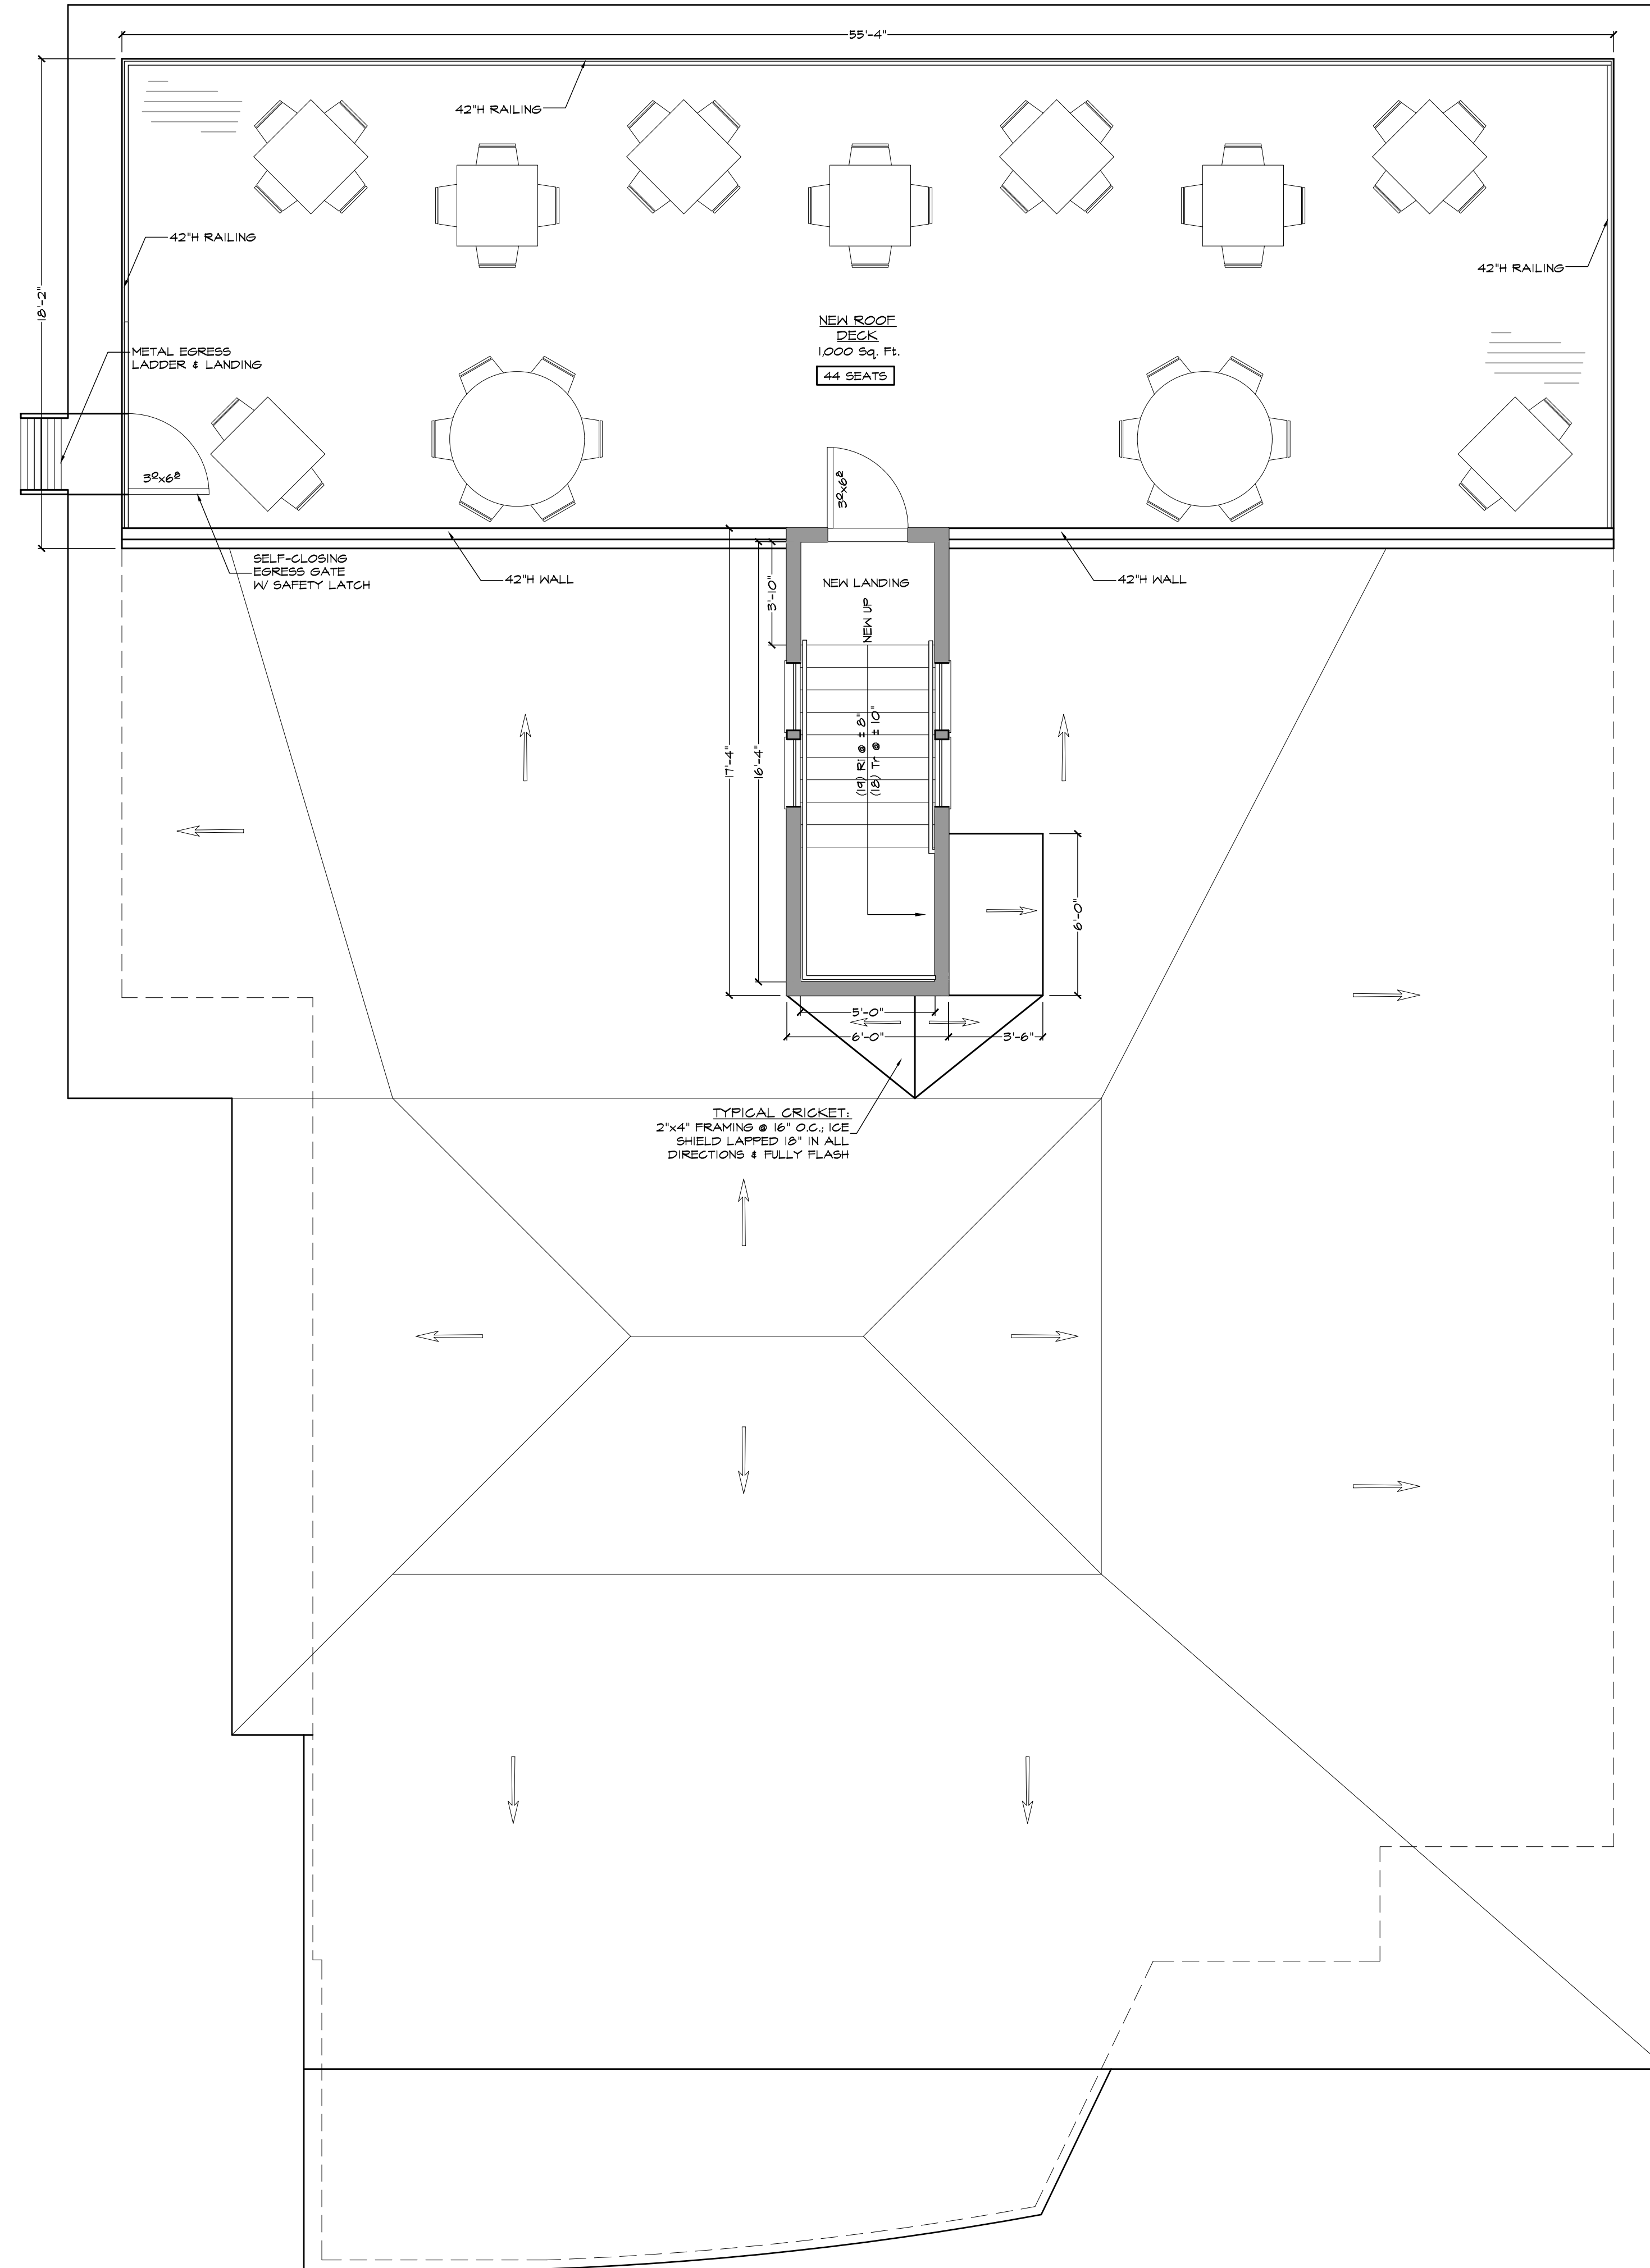 55'-4"
42"H RAILING
42"H RAILING
42"H RAILING
18'-2"
NEW ROOF
DECK
1,000 Sq. Ft.
44 SEATS
METAL EGRESS
LADDER & LANDING
3⁰x6⁸
3⁰x6⁸
SELF-CLOSING
EGRESS GATE
W/ SAFETY LATCH
42"H WALL
42"H WALL
3'-10"
NEW LANDING
NEW UP
17'-4"
16'-4"
(19) Ri @ ± 8"
(18) Tr @ ± 10"
6'-0"
5'-0"
6'-0"
3'-6"
TYPICAL CRICKET:
2"x4" FRAMING @ 16" O.C.; ICE
SHIELD LAPPED 18" IN ALL
DIRECTIONS & FULLY FLASH